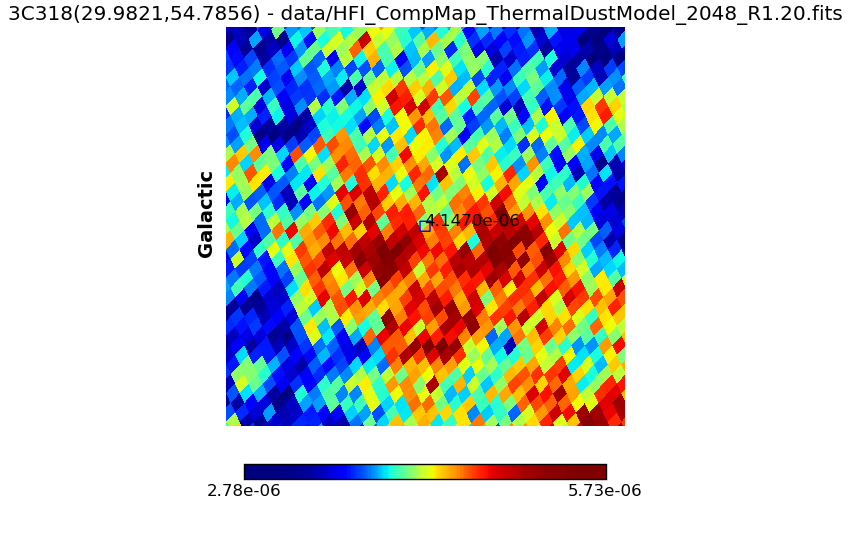 3C318(29.9821,54.7856) - data/HFI_CompMap_ThermalDustModel_2048_R1.20.fits
Galactic
4.1470e-06
2.78e-06
5.73e-06